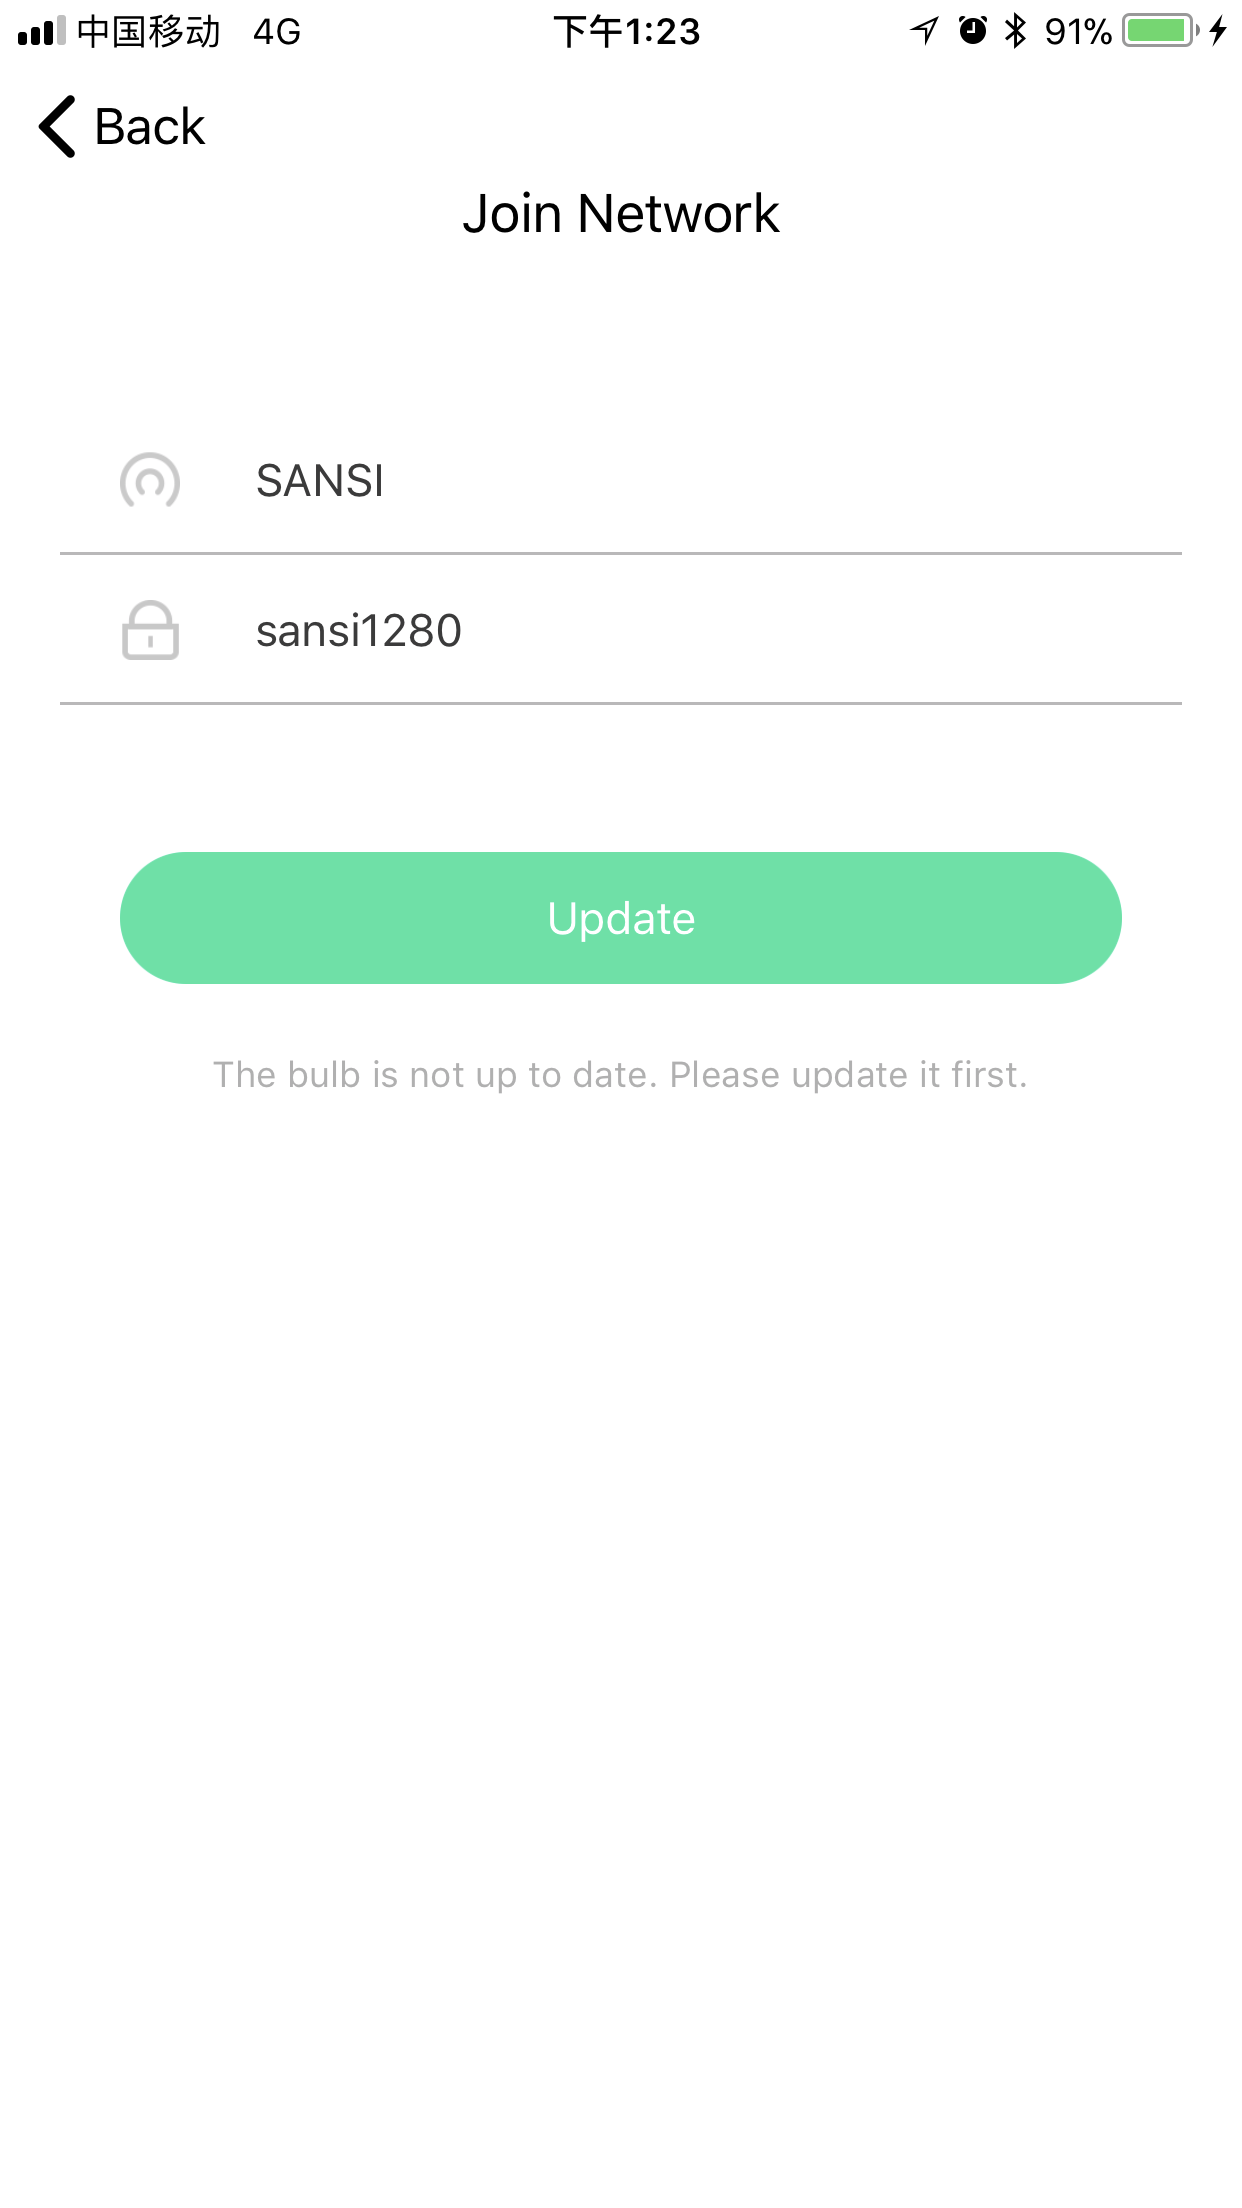 中国移动 4G 下午1:23 91%
Back
Join Network
SANSI
sansi1280
Update
The bulb is not up to date. Please update it first.